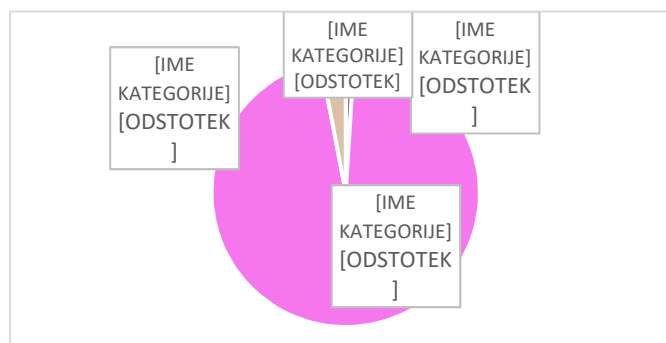 [IME
KATEGORIJE]
[ODSTOTEK
]
[IME
KATEGORIJE]
[ODSTOTEK]
[IME
KATEGORIJE]
[ODSTOTEK
]
[IME
KATEGORIJE]
[ODSTOTEK
]